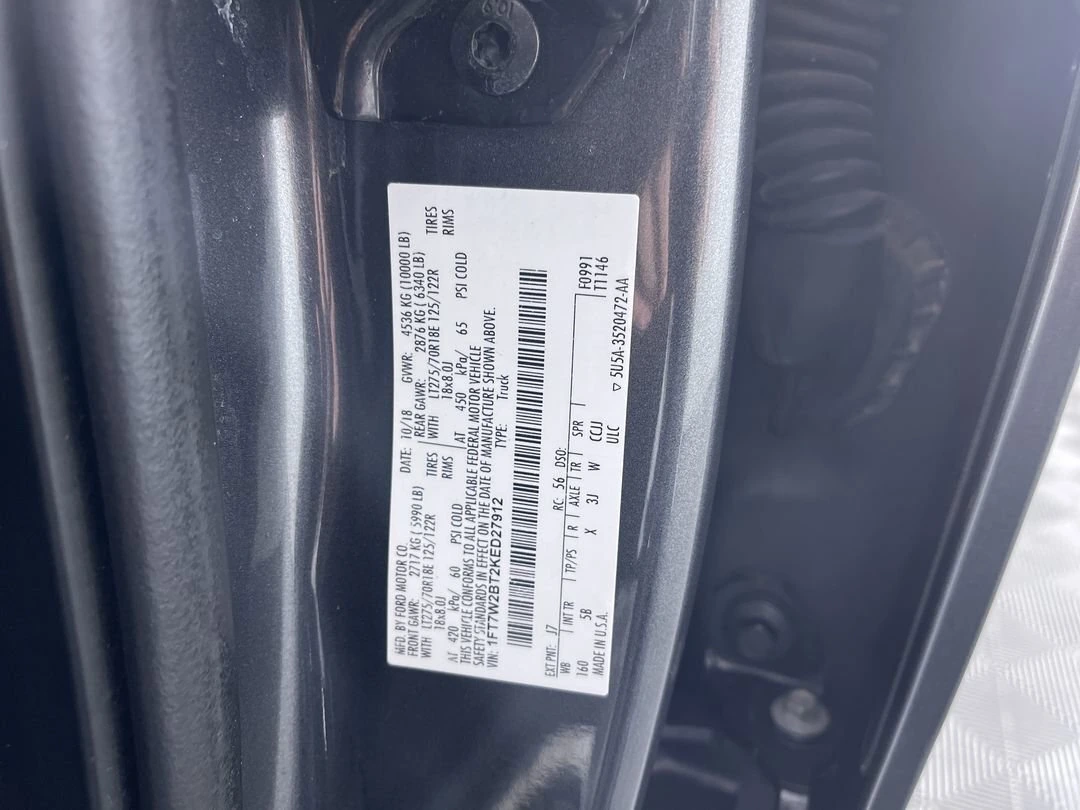 MFD. BY FORD MOTOR CO.
DATE: 10/18 GVWR: 4536 KG (10000 LB)
FRONT GAWR: 2717 KG ( 5990 LB) REAR GAWR: 2876 KG ( 6340 LB)
WITH LT275/70R18E 125/122R TIRES WITH LT275/70R18E 125/122R TIRES
18x8.0J RIMS 18x8.0J RIMS
AT 420 kPa/ 60 PSI COLD AT 450 kPa/ 65 PSI COLD
THIS VEHICLE CONFORMS TO ALL APPLICABLE FEDERAL MOTOR VEHICLE
SAFETY STANDARDS IN EFFECT ON THE DATE OF MANUFACTURE SHOWN ABOVE.
VIN: 1FT7W2BT2KED27912 TYPE: Truck
EXT PNT: J7 RC: 56 DSO: F0991
WB INT TR TP/PS R AXLE TR SPR T1146
160 5B X 3J W CCJJ
MADE IN U.S.A. ULC
▽ 5U5A-3520472-AA